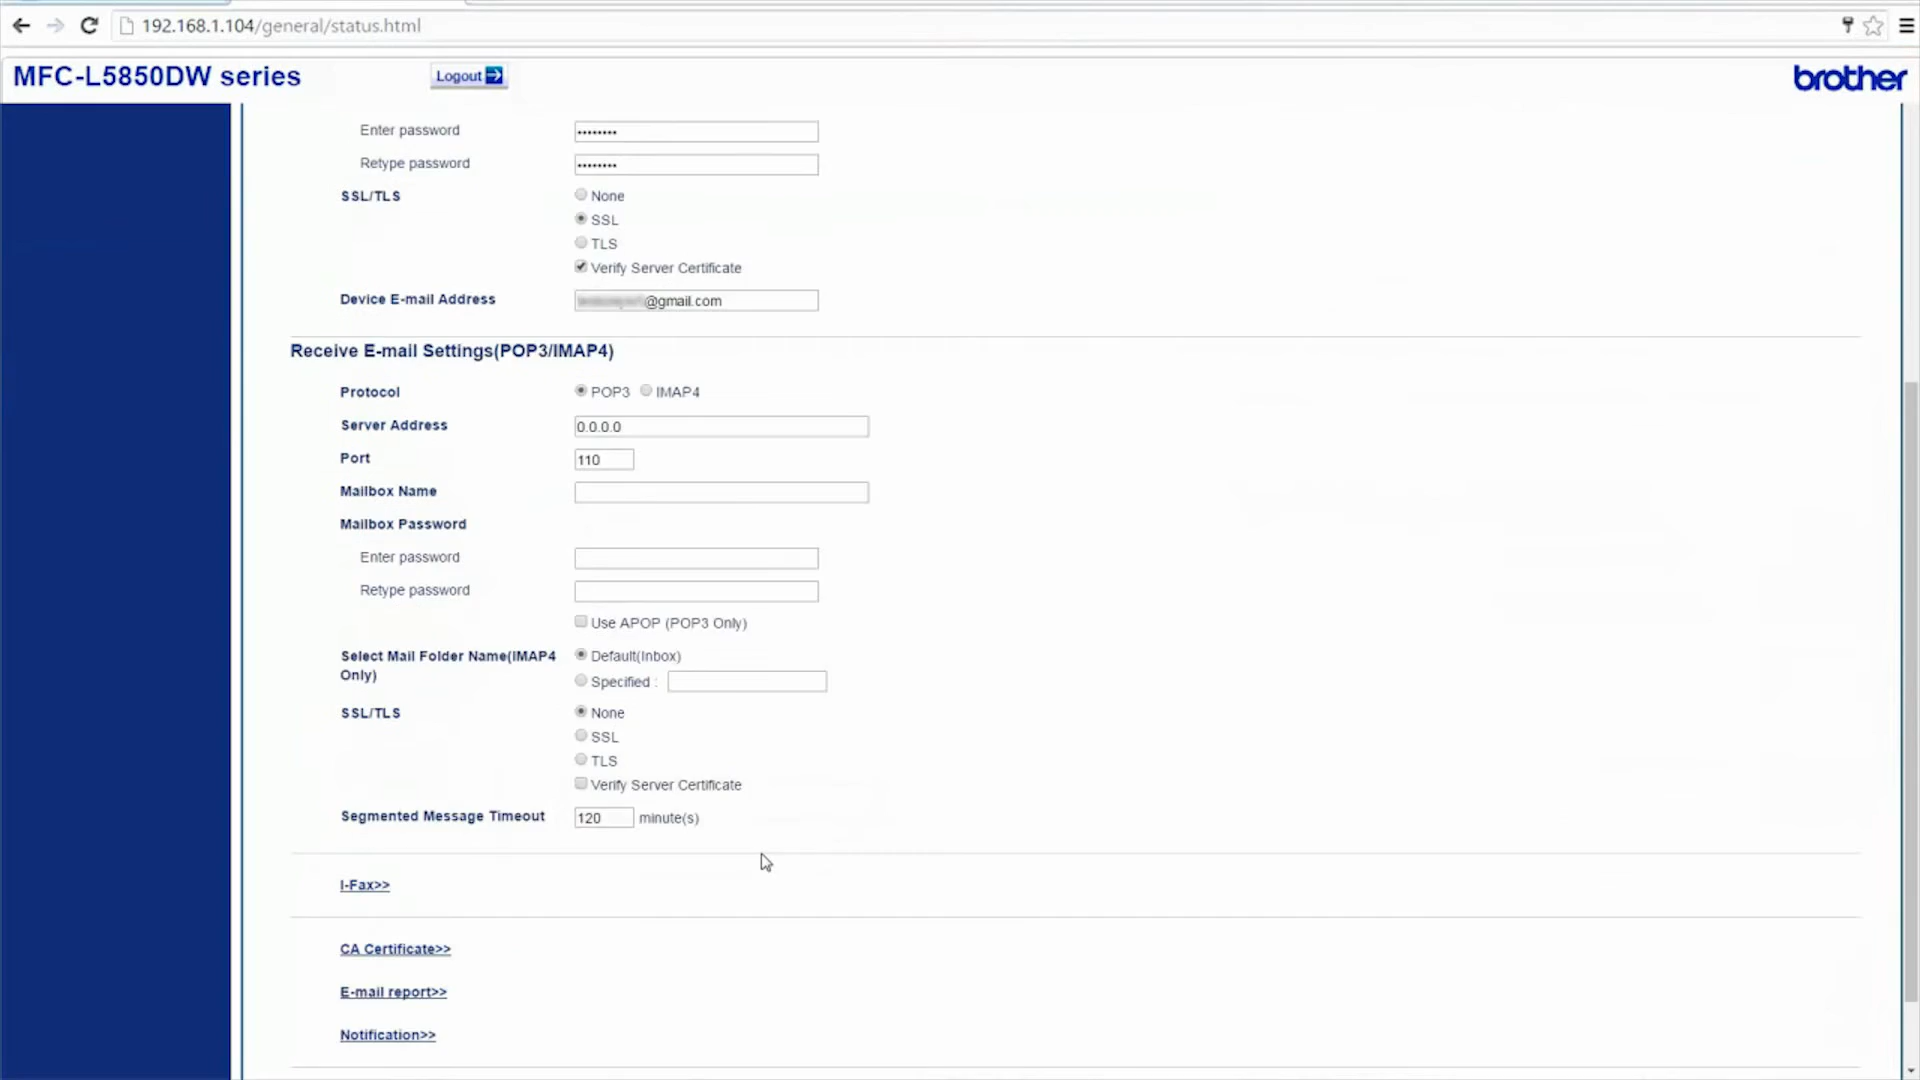 192.168.1.104/general/status.html
MFC-L5850DW series
Logout
brother
Enter password
Retype password
SSL/TLS
None
SSL
TLS
Verify Server Certificate
Device E-mail Address @gmail.com
Receive E-mail Settings(POP3/IMAP4)
Protocol POP3 IMAP4
Server Address 0.0.0.0
Port 110
Mailbox Name
Mailbox Password
Enter password
Retype password
Use APOP (POP3 Only)
Select Mail Folder Name(IMAP4 Only)
Default(Inbox)
Specified :
SSL/TLS
None
SSL
TLS
Verify Server Certificate
Segmented Message Timeout 120 minute(s)
I-Fax>>
CA Certificate>>
E-mail report>>
Notification>>